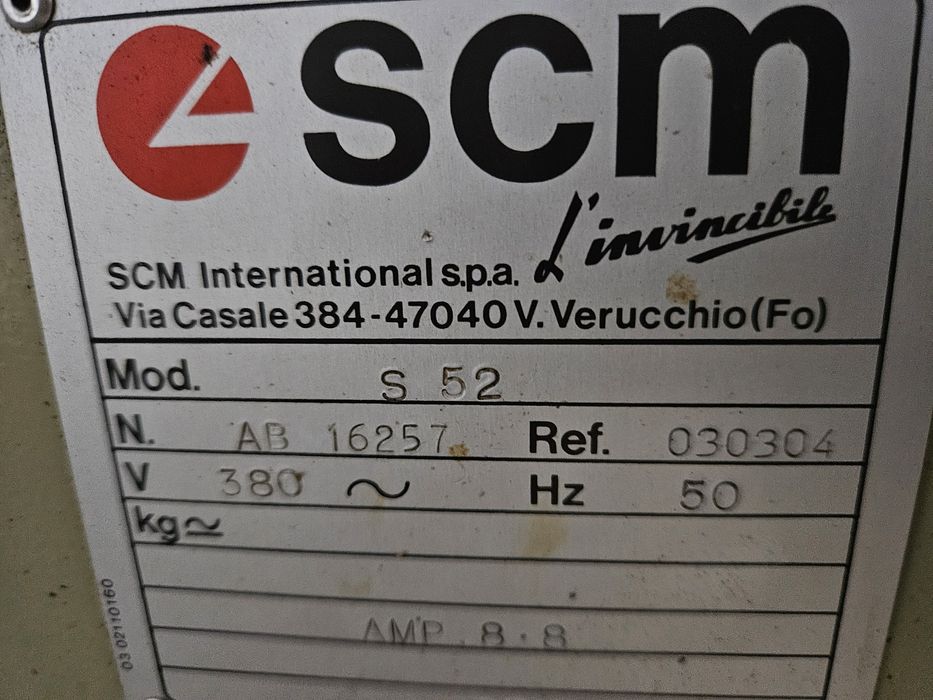 scm
L'invincibile
SCM International s.p.a.
Via Casale 384-47040 V. Verucchio (Fo)
Mod. S 52
N. AB 16257 Ref. 030304
V 380 ~ Hz 50
kg ≃
AMP. 8.8
03 02110160